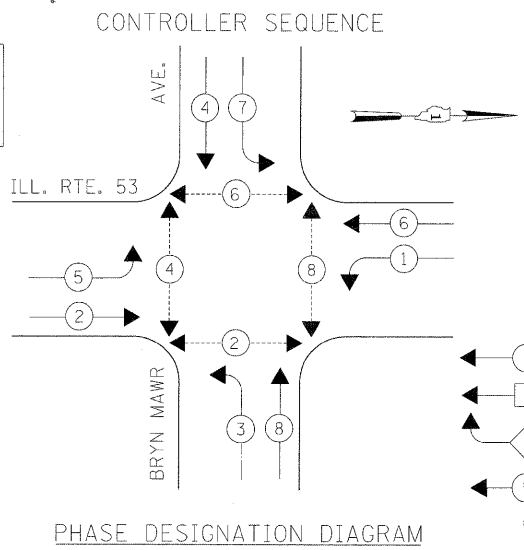 CONTROLLER SEQUENCE
AVE.
4
7
ILL. RTE. 53
6
6
5
4
8
1
2
2
3
8
BRYN MAWR
PHASE DESIGNATION DIAGRAM